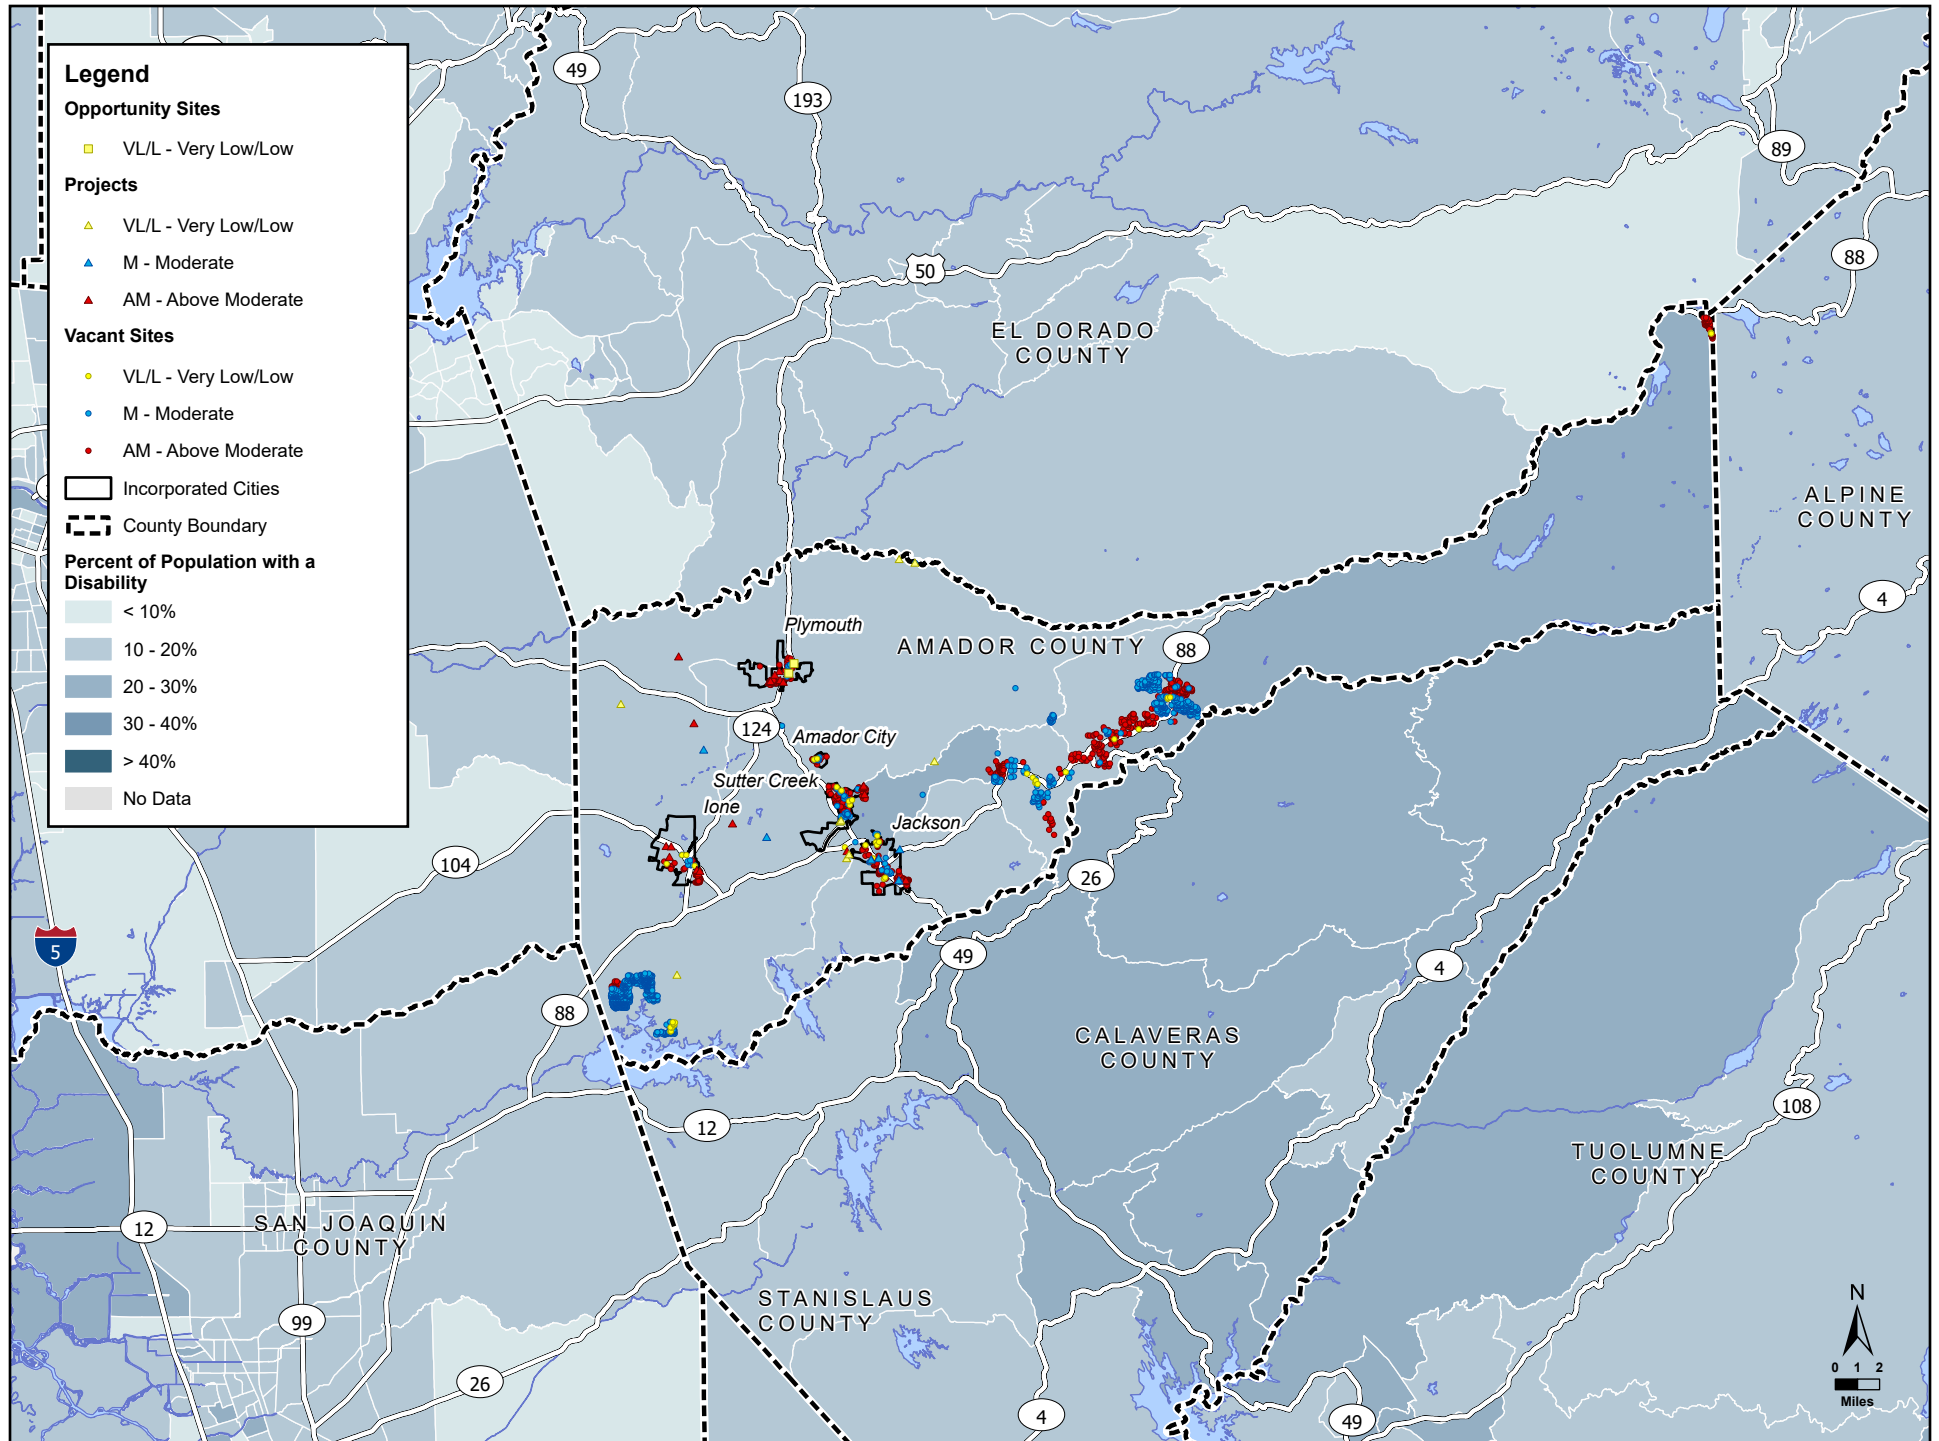 Legend
Opportunity Sites
VL/L - Very Low/Low
Projects
VL/L - Very Low/Low
M - Moderate
AM - Above Moderate
Vacant Sites
VL/L - Very Low/Low
M - Moderate
AM - Above Moderate
Incorporated Cities
County Boundary
Percent of Population with a
Disability
< 10%
10 - 20%
20 - 30%
30 - 40%
> 40%
No Data
49
193
89
88
50
EL DORADO
COUNTY
ALPINE
COUNTY
4
Plymouth
AMADOR COUNTY
88
124
Amador City
Sutter Creek
Ione
Jackson
104
26
5
49
4
88
CALAVERAS
COUNTY
12
108
TUOLUMNE
COUNTY
12
SAN JOAQUIN
COUNTY
STANISLAUS
COUNTY
99
26
4
49
N
0 1 2
Miles